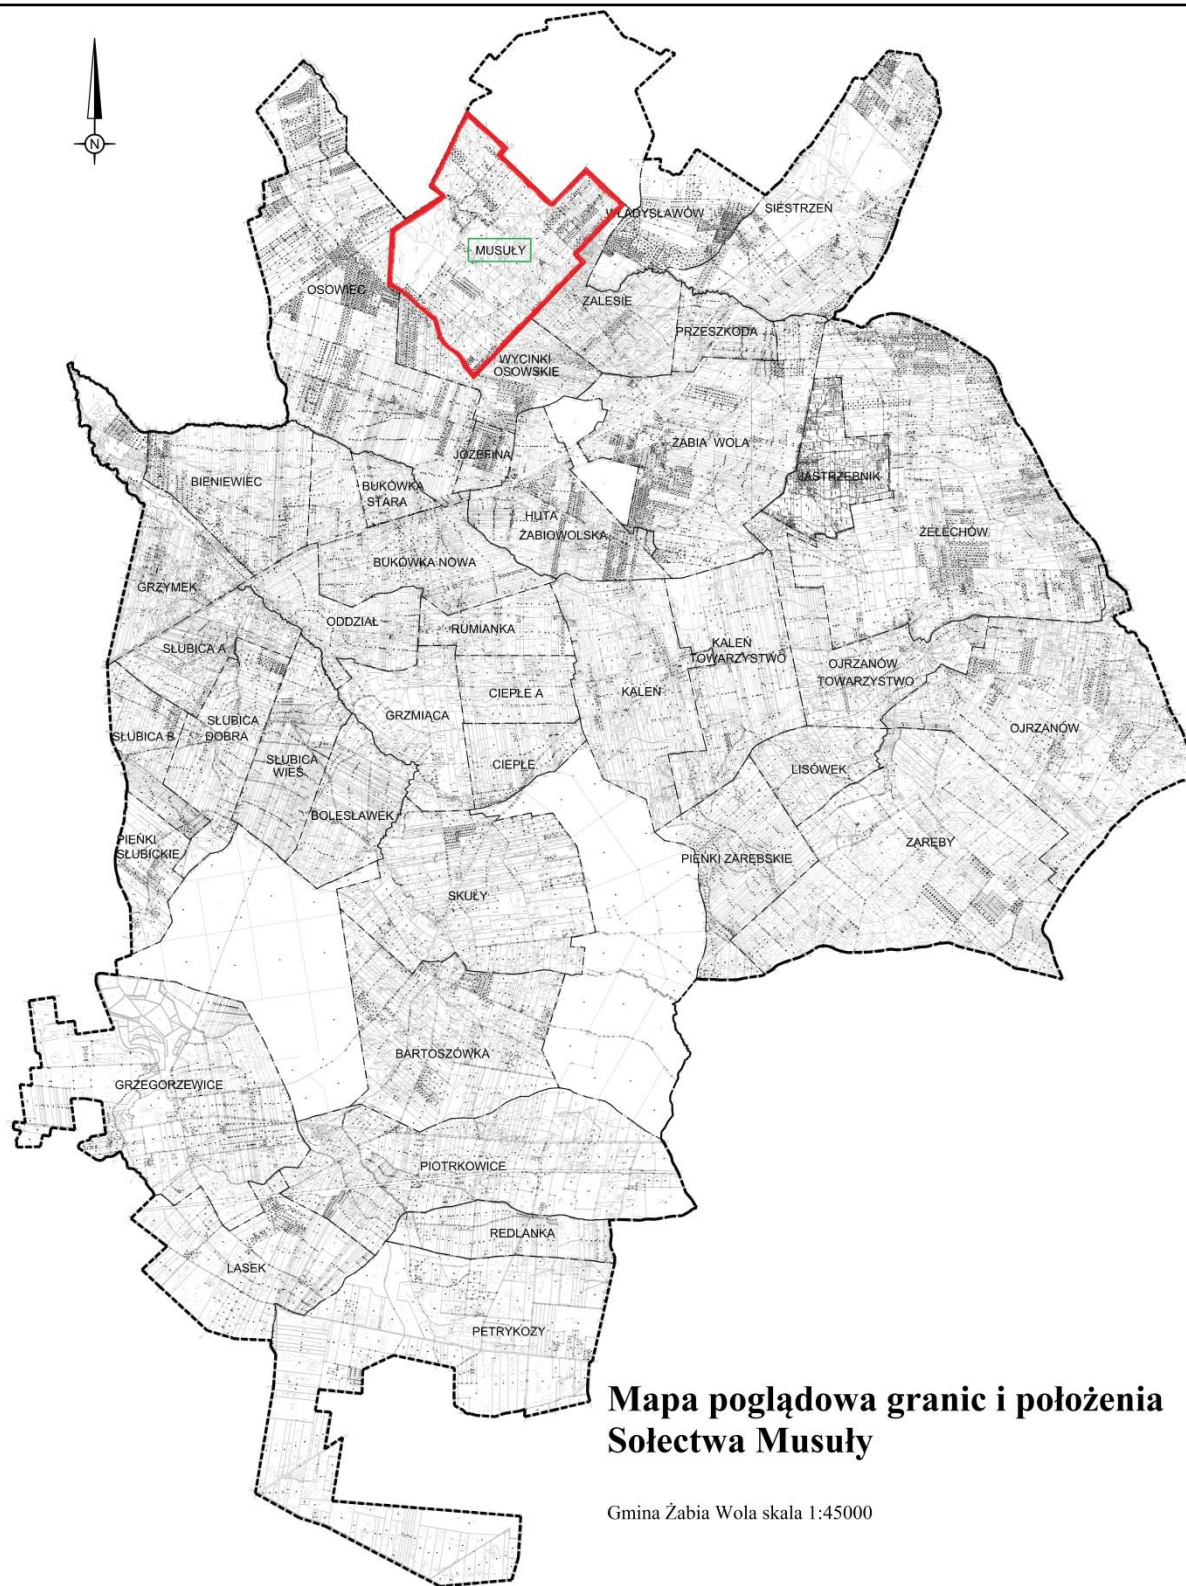 N
WŁADYSŁAWÓW
SIESTRZEŃ
MUSUŁY
OSOWIEC
ZALESIE
PRZESZKODA
WYCINKI
OSOWSKIE
ŻABIA WOLA
JÓZEFINA
JASTRZĘBNIK
BIENIEWIEC
BUKÓWKA
STARA
HUTA
ŻABIOWOLSKA
ŻELECHÓW
BUKÓWKA NOWA
GRZYMEK
ODDZIAŁ
RUMIANKA
SŁUBICA A
KALEŃ
TOWARZYSTWO
OJRZANÓW
TOWARZYSTWO
CIEPŁE A
KALEŃ
GRZMIĄCA
SŁUBICA B
SŁUBICA
DOBRA
OJRZANÓW
SŁUBICA
WIEŚ
CIEPŁE
LISÓWEK
BOLESŁAWEK
PIEŃKI
SŁUBICKIE
ZARĘBY
PIEŃKI ZARĘBSKIE
SKUŁY
BARTOSZÓWKA
GRZEGORZEWICE
PIOTRKOWICE
REDLANKA
LASEK
PETRYKOZY
Mapa poglądowa granic i położenia
Sołectwa Musuły
Gmina Żabia Wola skala 1:45000